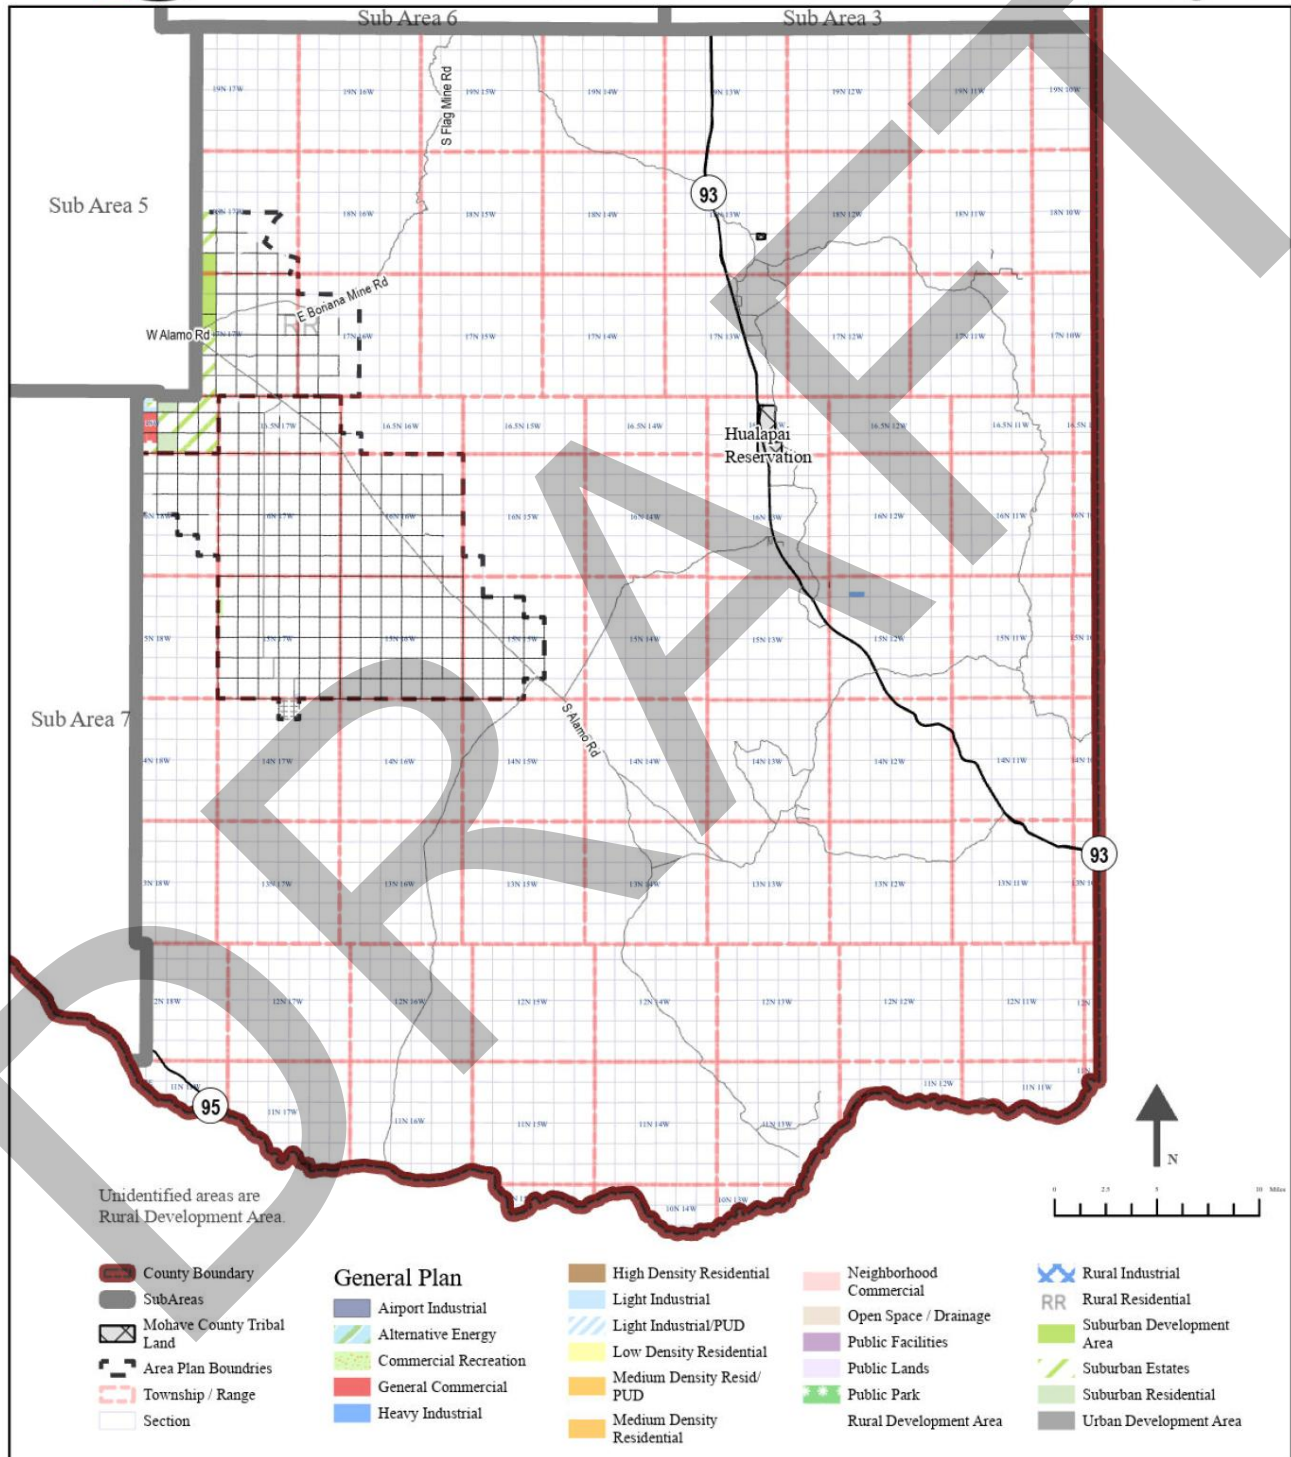 Sub Area 6
Sub Area 3
19N 17W
19N 16W
S Flag Mine Rd
19N 15W
19N 14W
9N 13W
19N 12W
19N 11W
19N 10W
93
Sub Area 5
18N 16W
18N 15W
18N 14W
18N 12W
18N 11W
18N 10W
E Boriana Mine Rd
W Alamo Rd
RR
17N 16W
17N 15W
17N 14W
17N 13W
17N 12W
17N 11W
17N 10W
16.5N 16W
16.5N 15W
16.5N 14W
16.5N 12W
16.5N 11W
Hualapai
Reservation
16N 17W
16N 16W
16N 15W
16N 14W
16N 12W
16N 11W
5N 18W
15N 17W
15N 16W
15N 15W
15N 14W
15N 13W
15N 12W
15N 11W
Sub Area 7
S Alamo Rd
4N 18W
14N 17W
14N 16W
14N 15W
14N 14W
14N 13W
14N 12W
14N 11W
93
3N 18W
13N 17W
13N 16W
13N 15W
13N 14W
13N 13W
13N 12W
13N 11W
2N 18W
12N 17W
12N 16W
12N 15W
12N 14W
12N 13W
12N 12W
12N 11W
95
11N 17W
11N 16W
11N 15W
11N 14W
11N 13W
11N 12W
11N 11W
10N 14W
10N 13W
DRAFT
N
0 2.5 5 10 Miles
Unidentified areas are
Rural Development Area.
County Boundary
SubAreas
Mohave County Tribal
Land
Area Plan Boundries
Township / Range
Section
General Plan
Airport Industrial
Alternative Energy
Commercial Recreation
General Commercial
Heavy Industrial
High Density Residential
Light Industrial
Light Industrial/PUD
Low Density Residential
Medium Density Resid/
PUD
Medium Density
Residential
Neighborhood
Commercial
Open Space / Drainage
Public Facilities
Public Lands
Public Park
Rural Development Area
Rural Industrial
RR
Rural Residential
Suburban Development
Area
Suburban Estates
Suburban Residential
Urban Development Area